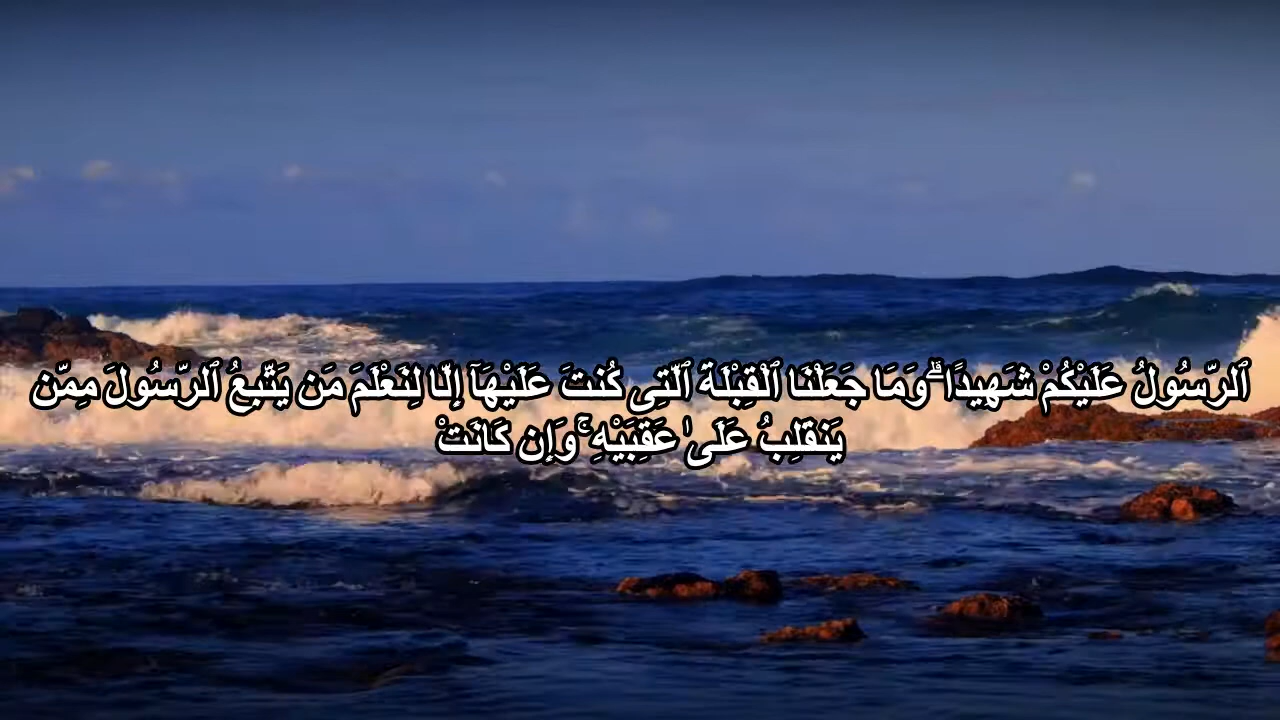 ٱلرَّسُولُ عَلَيْكُمْ شَهِيدًا ۗ وَمَا جَعَلْنَا ٱلْقِبْلَةَ ٱلَّتِى كُنتَ عَلَيْهَآ إِلَّا لِنَعْلَمَ مَن يَتَّبِعُ ٱلرَّسُولَ مِمَّن
يَنقَلِبُ عَلَىٰ عَقِبَيْهِ ۚ وَإِن كَانَتْ